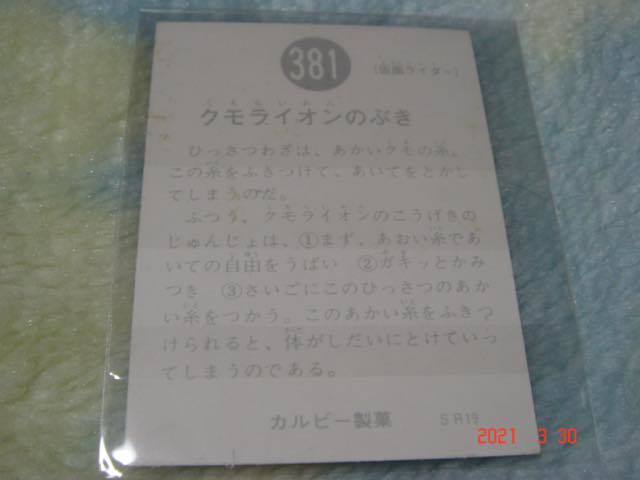 381
（仮面ライダー）
くもらいおん
クモライオンのぶき
ひっさつわざは、あかいクモの糸。
この糸をふきつけて、あいてをとかし
てしまうのだ。
ふつう、クモライオンのこうげきの
じゅんじょは、①まず、あおい糸であ
いての自由をうばい ②ガキッとかみ
つき ③さいごにこのひっさつのあか
い糸をつかう。このあかい糸をふきつ
けられると、体がしだいにとけていっ
てしまうのである。
カルビー製菓 SR19
2021 3 30